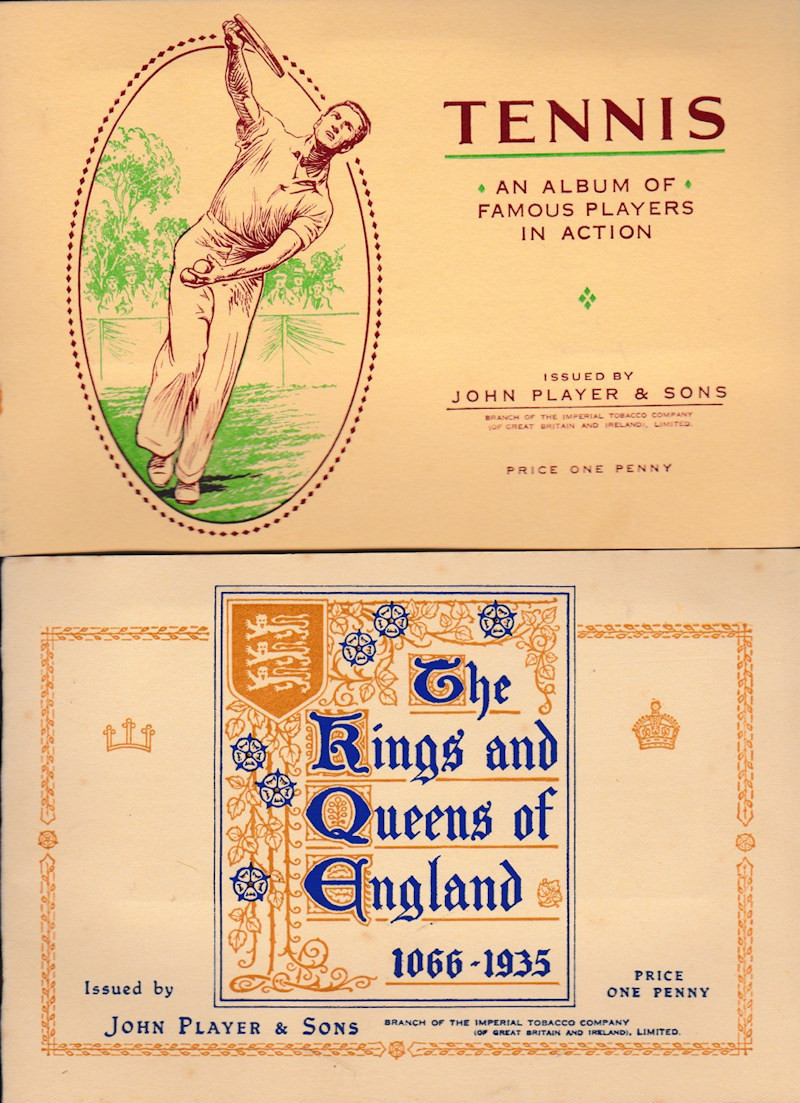 TENNIS
AN ALBUM OF
FAMOUS PLAYERS
IN ACTION
ISSUED BY
JOHN PLAYER & SONS
BRANCH OF THE IMPERIAL TOBACCO COMPANY
(OF GREAT BRITAIN AND IRELAND), LIMITED.
PRICE ONE PENNY
The
Kings and
Queens of
England
1066-1935
Issued by
JOHN PLAYER & SONS
BRANCH OF THE IMPERIAL TOBACCO COMPANY
(OF GREAT BRITAIN AND IRELAND), LIMITED.
PRICE
ONE PENNY